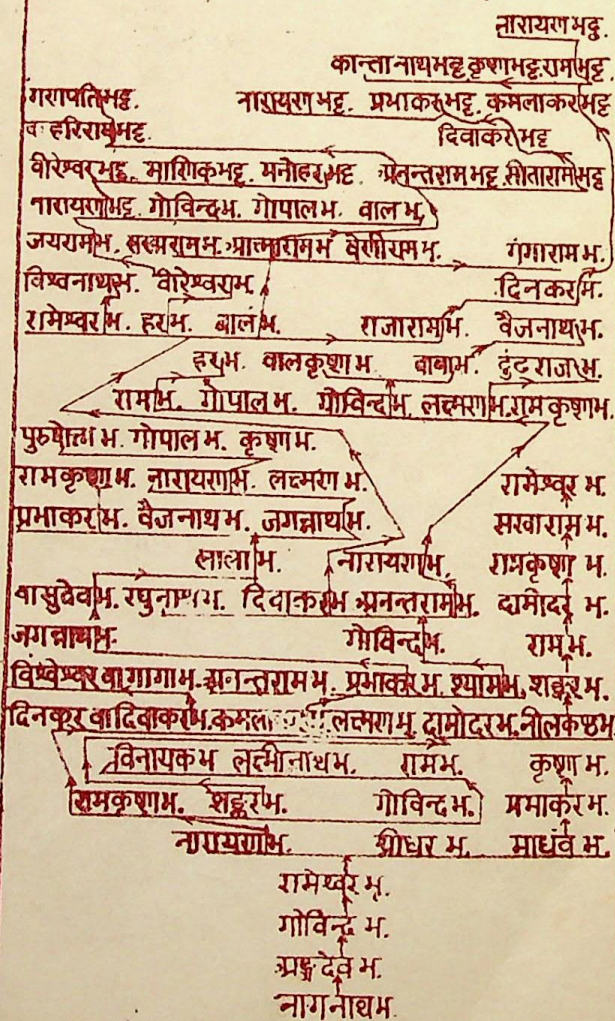 नारायण भट्ट.
कान्तानाथभट्ट कृष्णभट्ट. रामभट्ट.
गणपतिभट्ट. नारायण भट्ट. प्रभाकरभट्ट. कमलाकरभट्ट
वः हरिरामभट्ट. दिवाकरभट्ट
वीरेश्वरभट्ट. माणिकभट्ट. मनोहरभट्ट. अनन्तरामभट्ट. सीतारामभट्ट
नारायणभट्ट. गोविन्दभ. गोपालभ. वालभ.
जयरामभ. सखारामभ. आत्मारामभ वेणीरामभ. गंगारामभ.
विश्वनाथभ. वीरेश्वरभ. दिनकरभ.
रामेश्वरभ. हरभ. बालभ. राजारामभ. वैजनाथभ.
हरभ. वालकृष्णभ. बाबाभ. ढुंढराजभ.
रामभ. गोपालभ. गोविन्दभ. लक्ष्मणभ. रामकृष्णभ.
पुरुषोत्तमभ. गोपालभ. कृष्णभ.
रामकृष्णभ. नारायणभ. लक्ष्मणभ. रामेश्वरभ.
प्रभाकरभ. वैजनाथभ. जगन्नाथभ. सखारामभ.
लालाभ. नारायणभ. रामकृष्णभ.
वासुदेवभ. रघुनाथभ. दिवाकरभ. अनन्तरामभ. दामोदरभ.
जगन्नाथभ. गोविन्दभ. रामभ.
विश्वेश्वर वा गागाभ. अनन्तरामभ. प्रभाकरभ. श्यामभ. शङ्करभ.
दिनकर वा दिवाकरभ. लक्ष्मणभ. दामोदरभ. नीलकण्ठभ.
विनायकभ लक्ष्मीनाथभ. रामभ. कृष्णभ.
रामकृष्णभ. शङ्करभ. गोविन्दभ. प्रभाकरभ.
नारायणभ. श्रीधरभ. माधवभ.
रामेश्वरभ.
गोविन्दभ.
अङ्गदेवभ.
नागनाथभ.